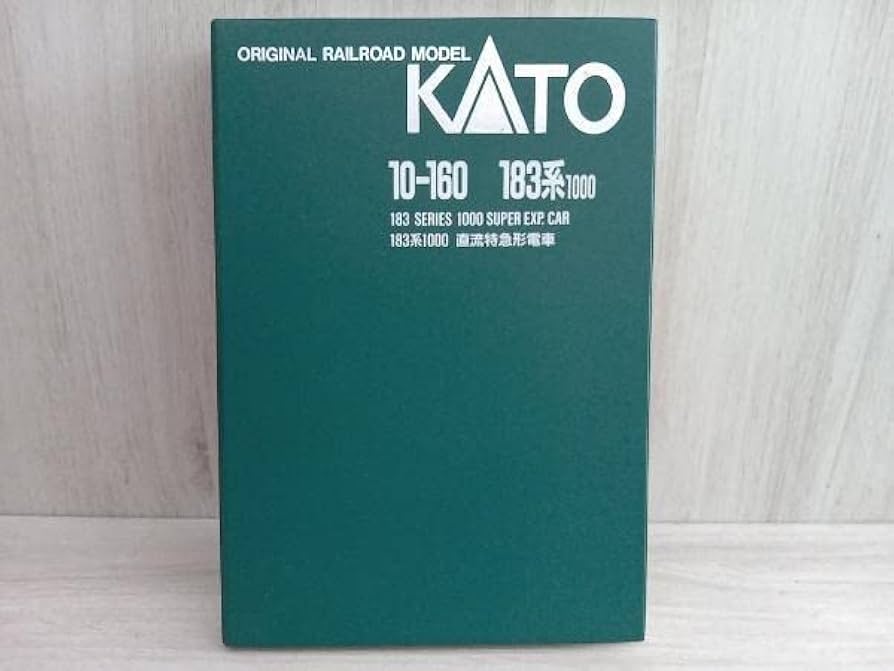 ORIGINAL RAILROAD MODEL
KATO
10-160 183系1000
183 SERIES 1000 SUPER EXP. CAR
183系1000 直流特急形電車